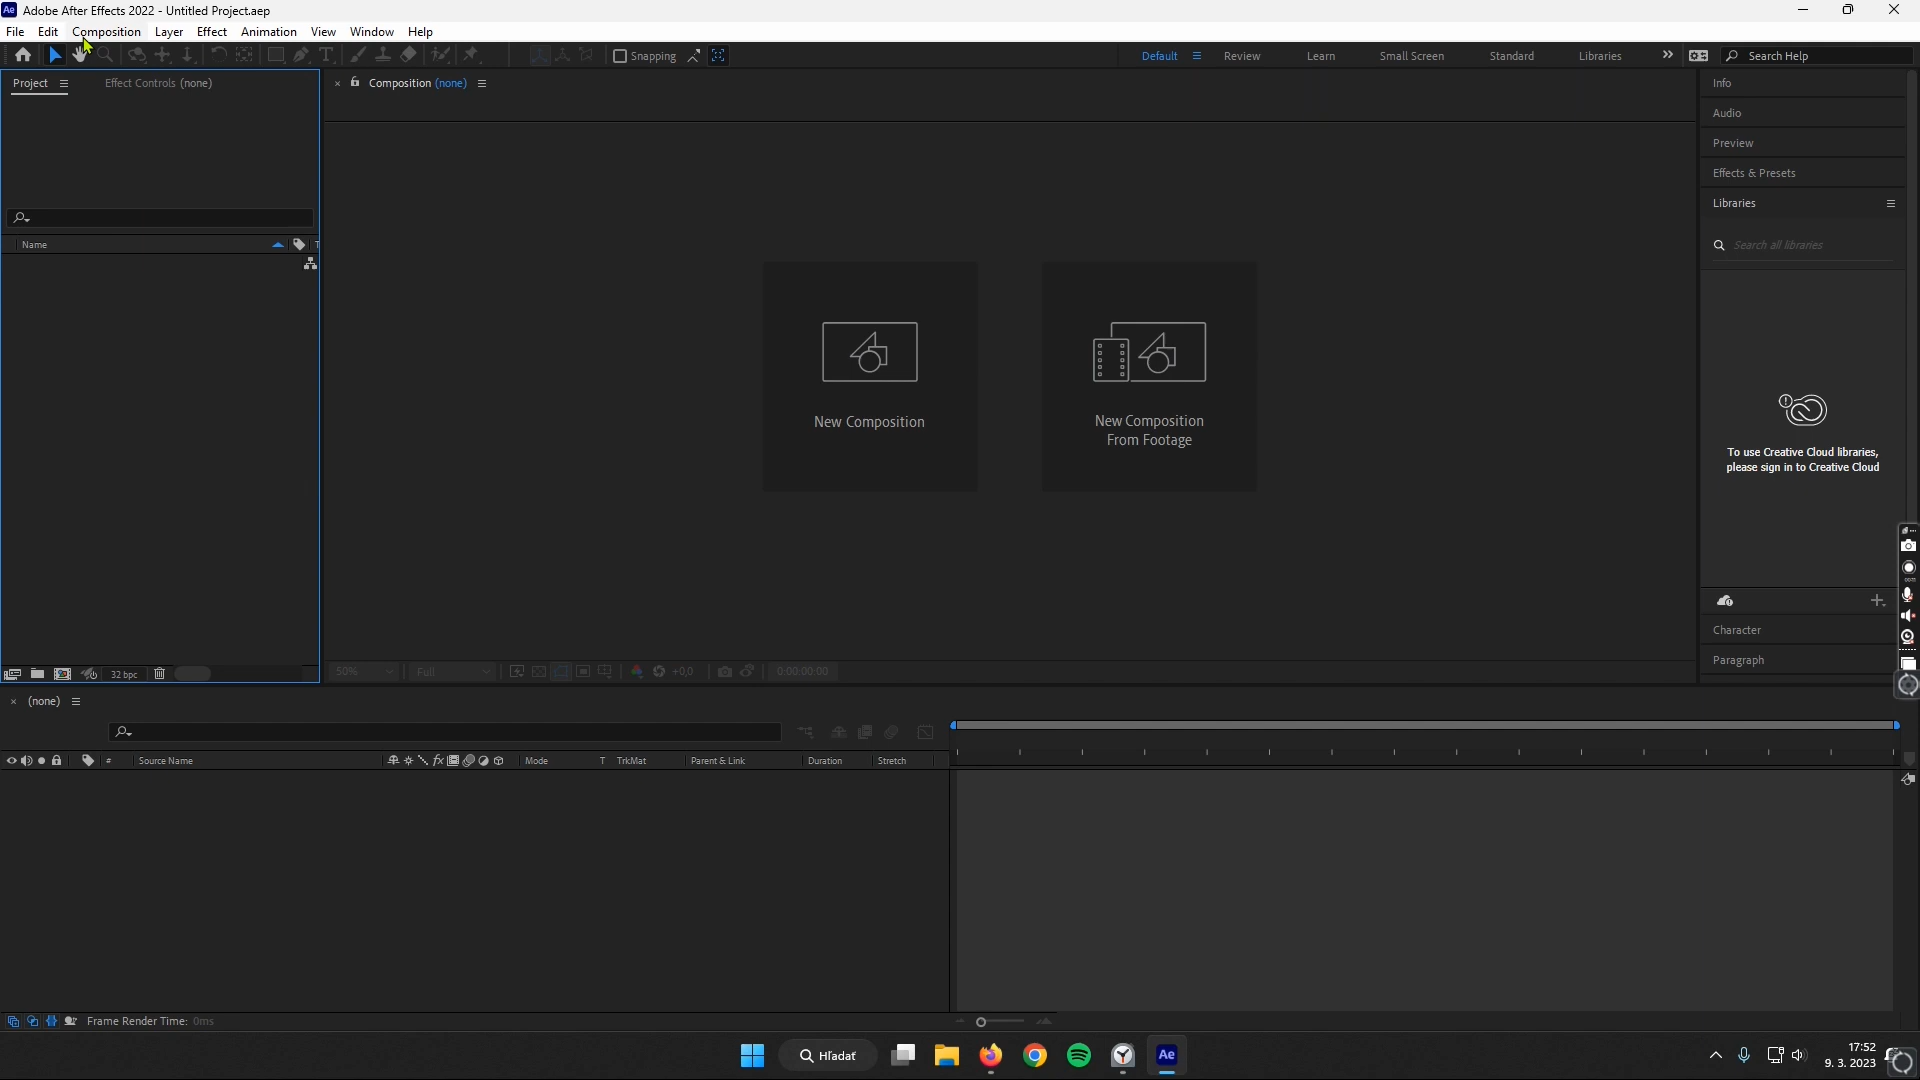 Ae Adobe After Effects 2022 - Untitled Project.aep
File Edit Composition Layer Effect Animation View Window Help
Snapping Default Review Learn Small Screen Standard Libraries Search Help
Project Effect Controls (none) Composition (none) Info
Audio
Preview
Effects & Presets
Libraries
Name T Search all libraries
New Composition
New Composition
From Footage
To use Creative Cloud libraries,
please sign in to Creative Cloud
Character
Paragraph
32 bpc 50% Full +0,0 0:00:00:00
(none)
# Source Name fx Mode T TrkMat Parent & Link Duration Stretch
Frame Render Time: 0ms
Hľadať Ae 17:52
9. 3. 2023